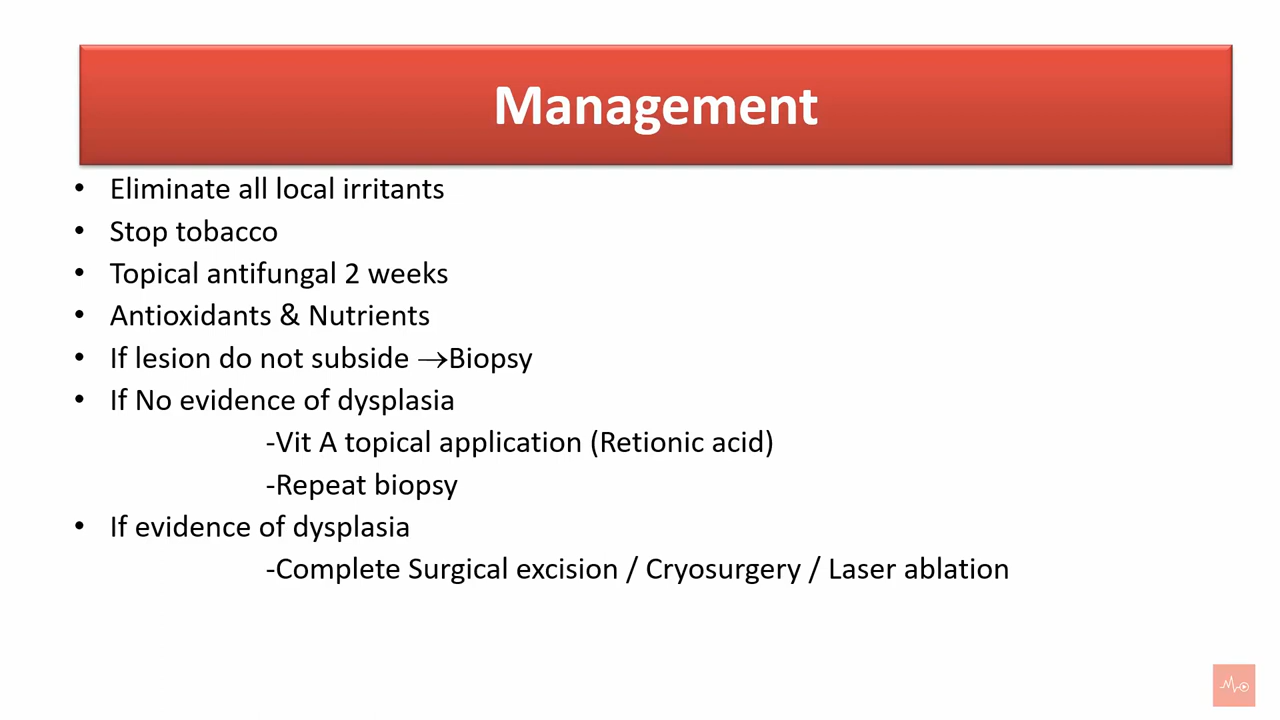 Management
• Eliminate all local irritants
• Stop tobacco
• Topical antifungal 2 weeks
• Antioxidants & Nutrients
• If lesion do not subside →Biopsy
• If No evidence of dysplasia
-Vit A topical application (Retionic acid)
-Repeat biopsy
• If evidence of dysplasia
-Complete Surgical excision / Cryosurgery / Laser ablation